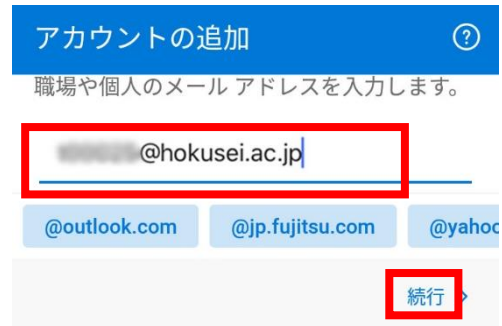 アカウントの追加
職場や個人のメール アドレスを入力します。
@hokusei.ac.jp
@outlook.com @jp.fujitsu.com @yahoo
続行